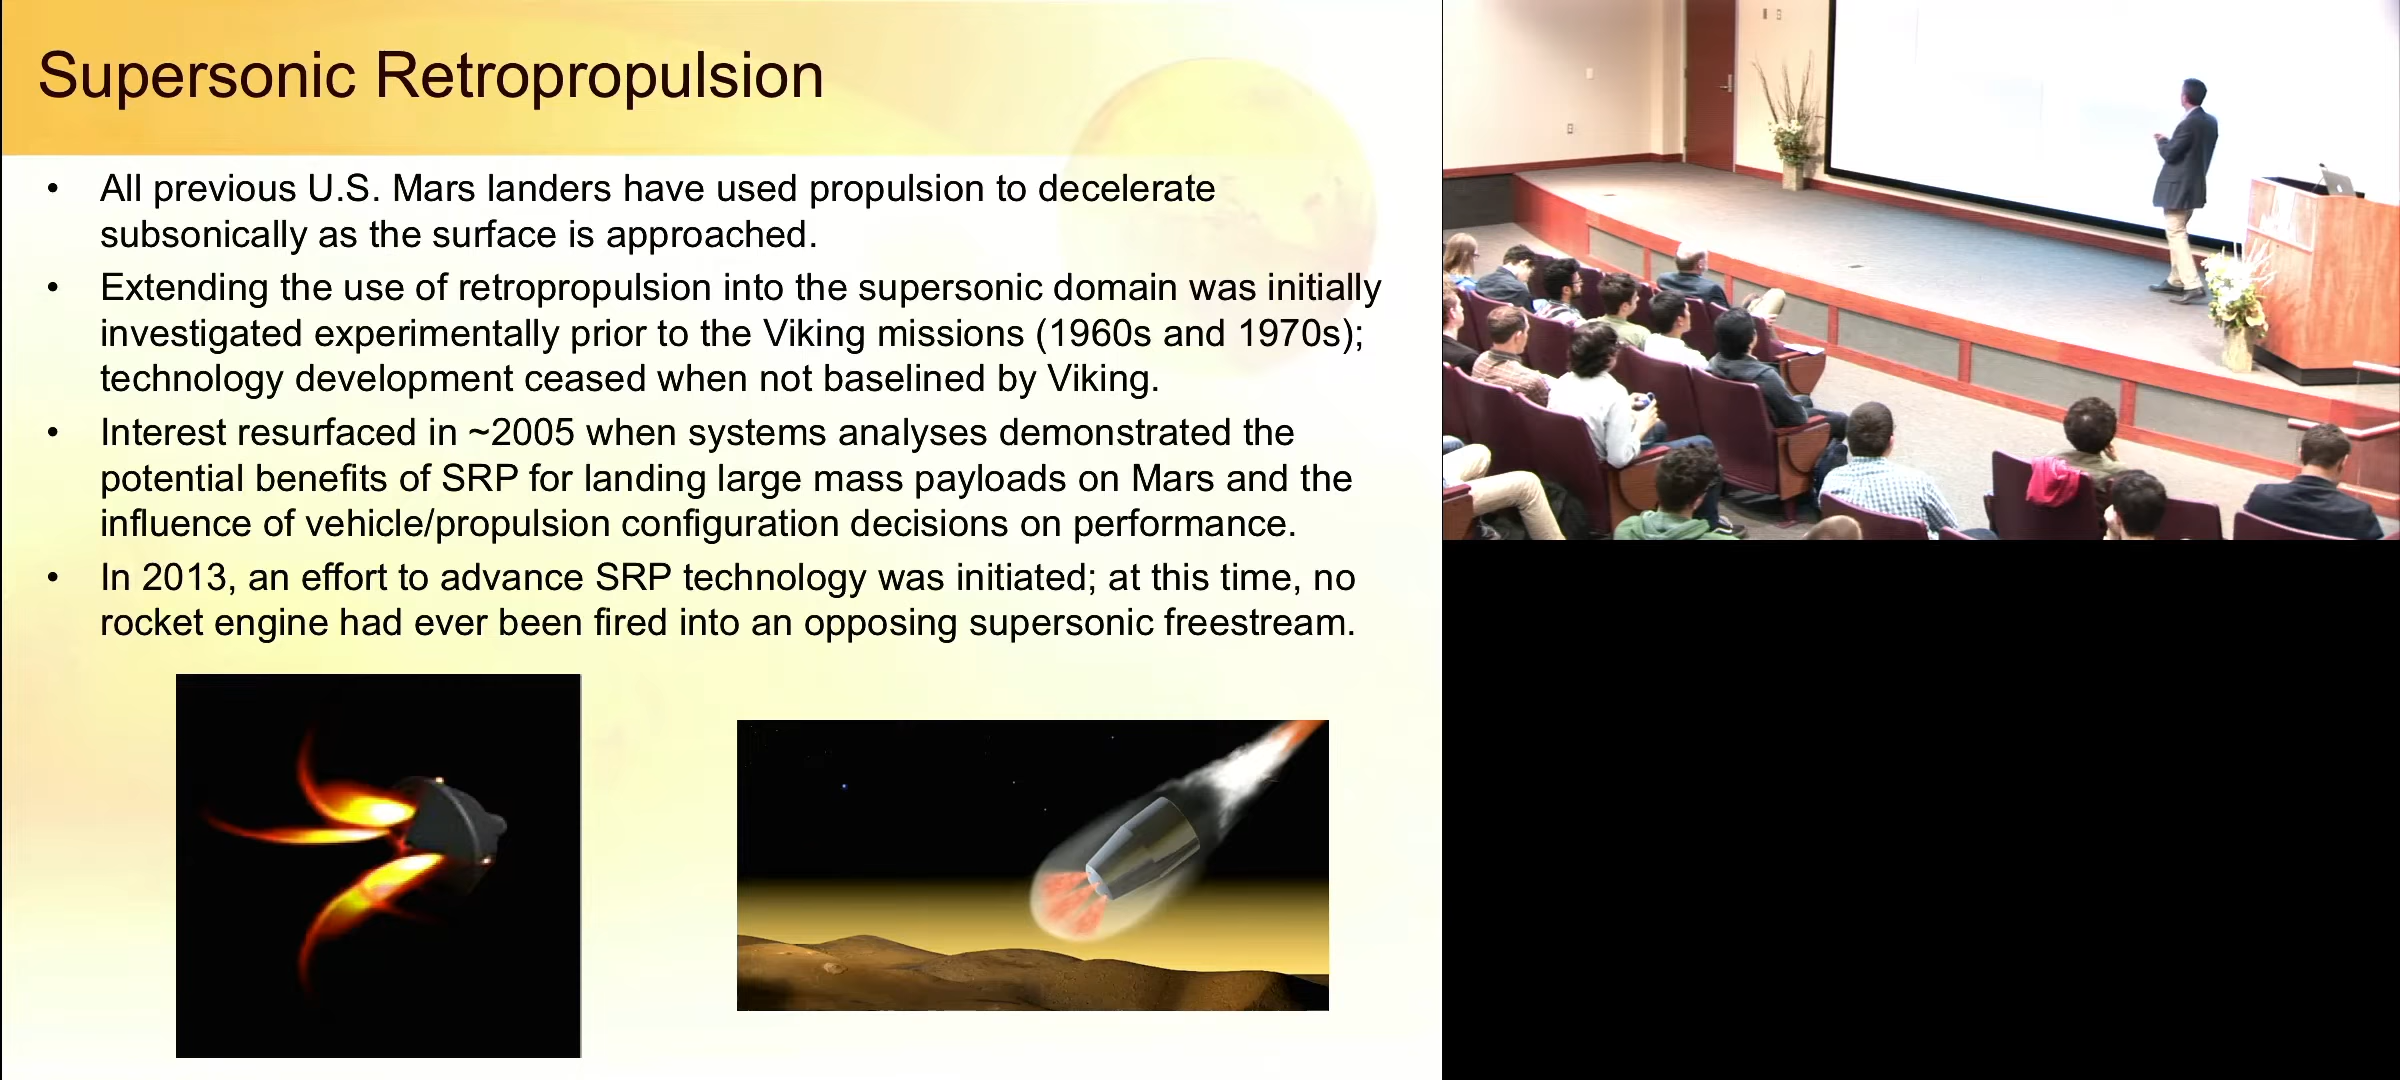 Supersonic Retropropulsion
• All previous U.S. Mars landers have used propulsion to decelerate
subsonically as the surface is approached.
• Extending the use of retropropulsion into the supersonic domain was initially
investigated experimentally prior to the Viking missions (1960s and 1970s);
technology development ceased when not baselined by Viking.
• Interest resurfaced in ~2005 when systems analyses demonstrated the
potential benefits of SRP for landing large mass payloads on Mars and the
influence of vehicle/propulsion configuration decisions on performance.
• In 2013, an effort to advance SRP technology was initiated; at this time, no
rocket engine had ever been fired into an opposing supersonic freestream.